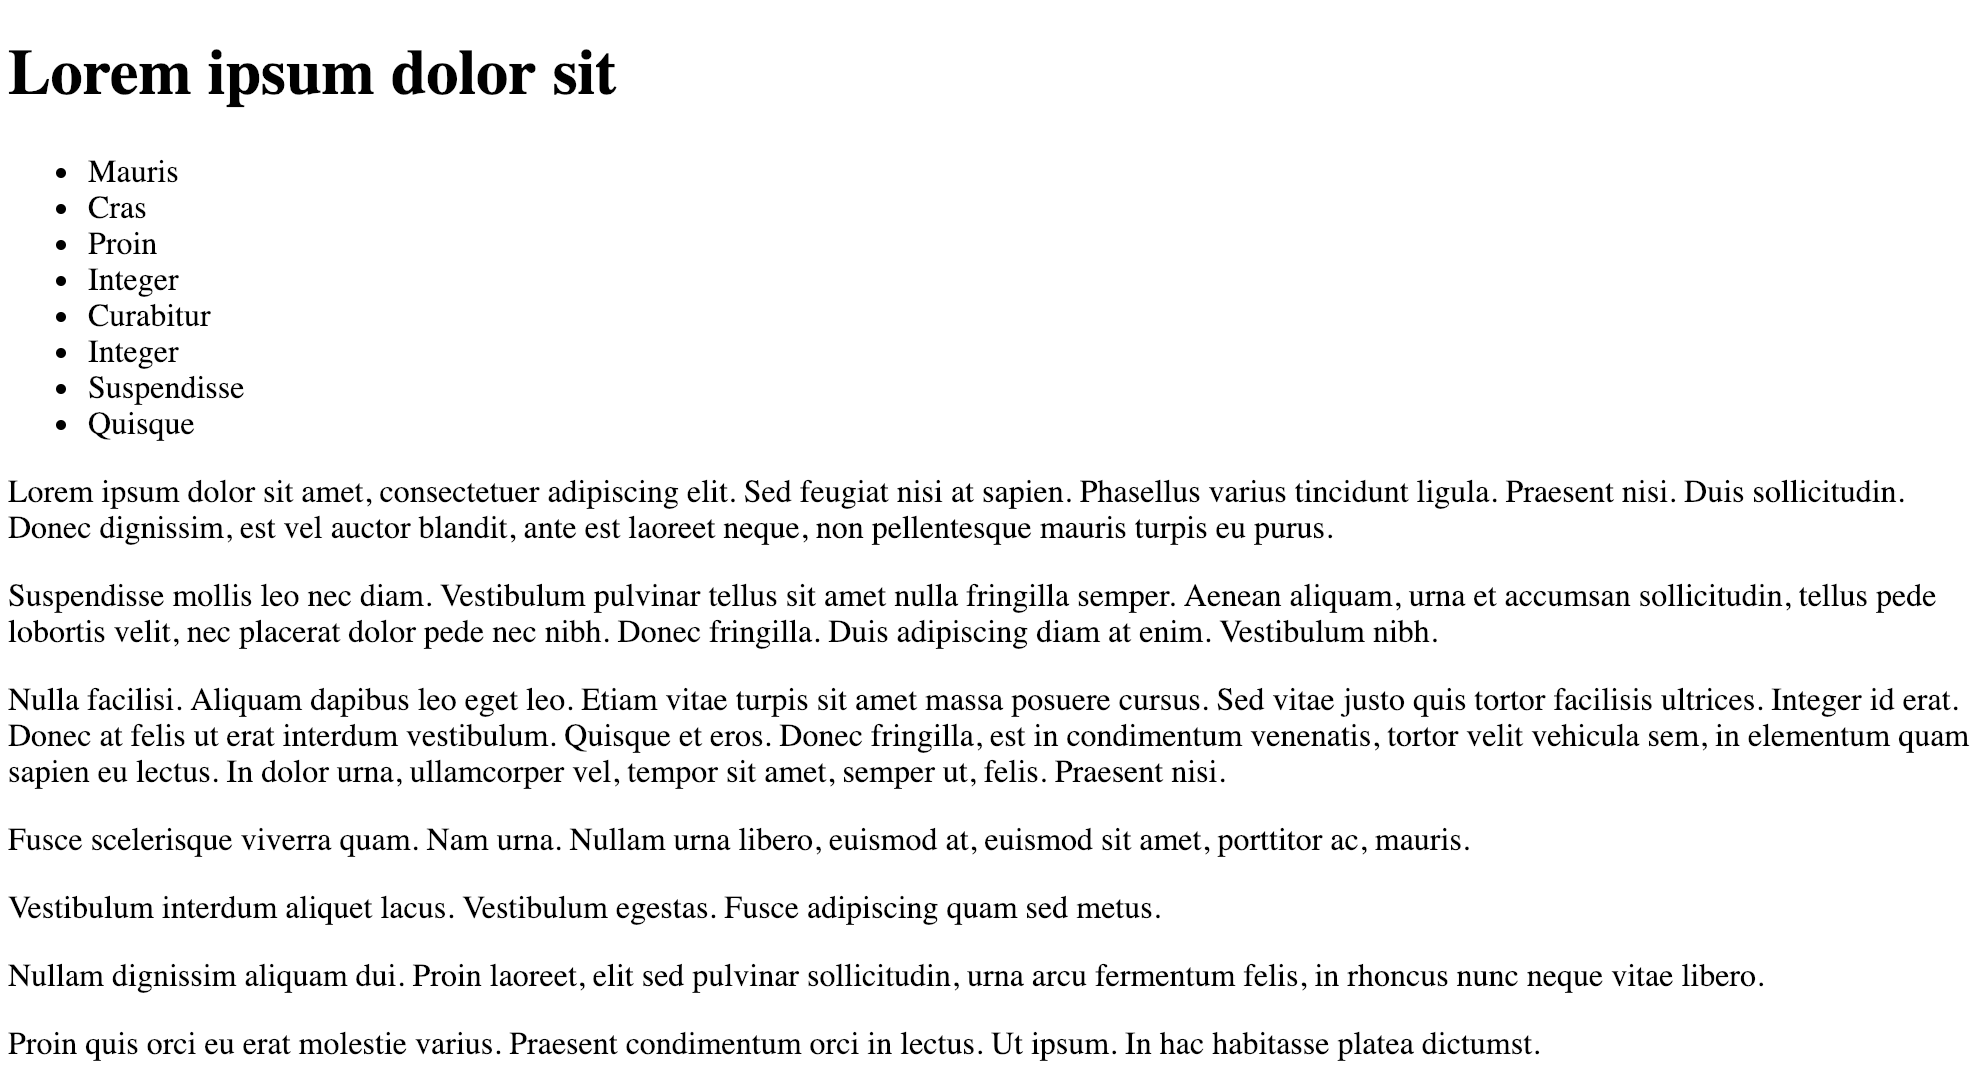 Lorem ipsum dolor sit
Mauris
Cras
Proin
Integer
Curabitur
Integer
Suspendisse
Quisque
Lorem ipsum dolor sit amet, consectetuer adipiscing elit. Sed feugiat nisi at sapien. Phasellus varius tincidunt ligula. Praesent nisi. Duis sollicitudin.
Donec dignissim, est vel auctor blandit, ante est laoreet neque, non pellentesque mauris turpis eu purus.
Suspendisse mollis leo nec diam. Vestibulum pulvinar tellus sit amet nulla fringilla semper. Aenean aliquam, urna et accumsan sollicitudin, tellus pede
lobortis velit, nec placerat dolor pede nec nibh. Donec fringilla. Duis adipiscing diam at enim. Vestibulum nibh.
Nulla facilisi. Aliquam dapibus leo eget leo. Etiam vitae turpis sit amet massa posuere cursus. Sed vitae justo quis tortor facilisis ultrices. Integer id erat.
Donec at felis ut erat interdum vestibulum. Quisque et eros. Donec fringilla, est in condimentum venenatis, tortor velit vehicula sem, in elementum quam
sapien eu lectus. In dolor urna, ullamcorper vel, tempor sit amet, semper ut, felis. Praesent nisi.
Fusce scelerisque viverra quam. Nam urna. Nullam urna libero, euismod at, euismod sit amet, porttitor ac, mauris.
Vestibulum interdum aliquet lacus. Vestibulum egestas. Fusce adipiscing quam sed metus.
Nullam dignissim aliquam dui. Proin laoreet, elit sed pulvinar sollicitudin, urna arcu fermentum felis, in rhoncus nunc neque vitae libero.
Proin quis orci eu erat molestie varius. Praesent condimentum orci in lectus. Ut ipsum. In hac habitasse platea dictumst.